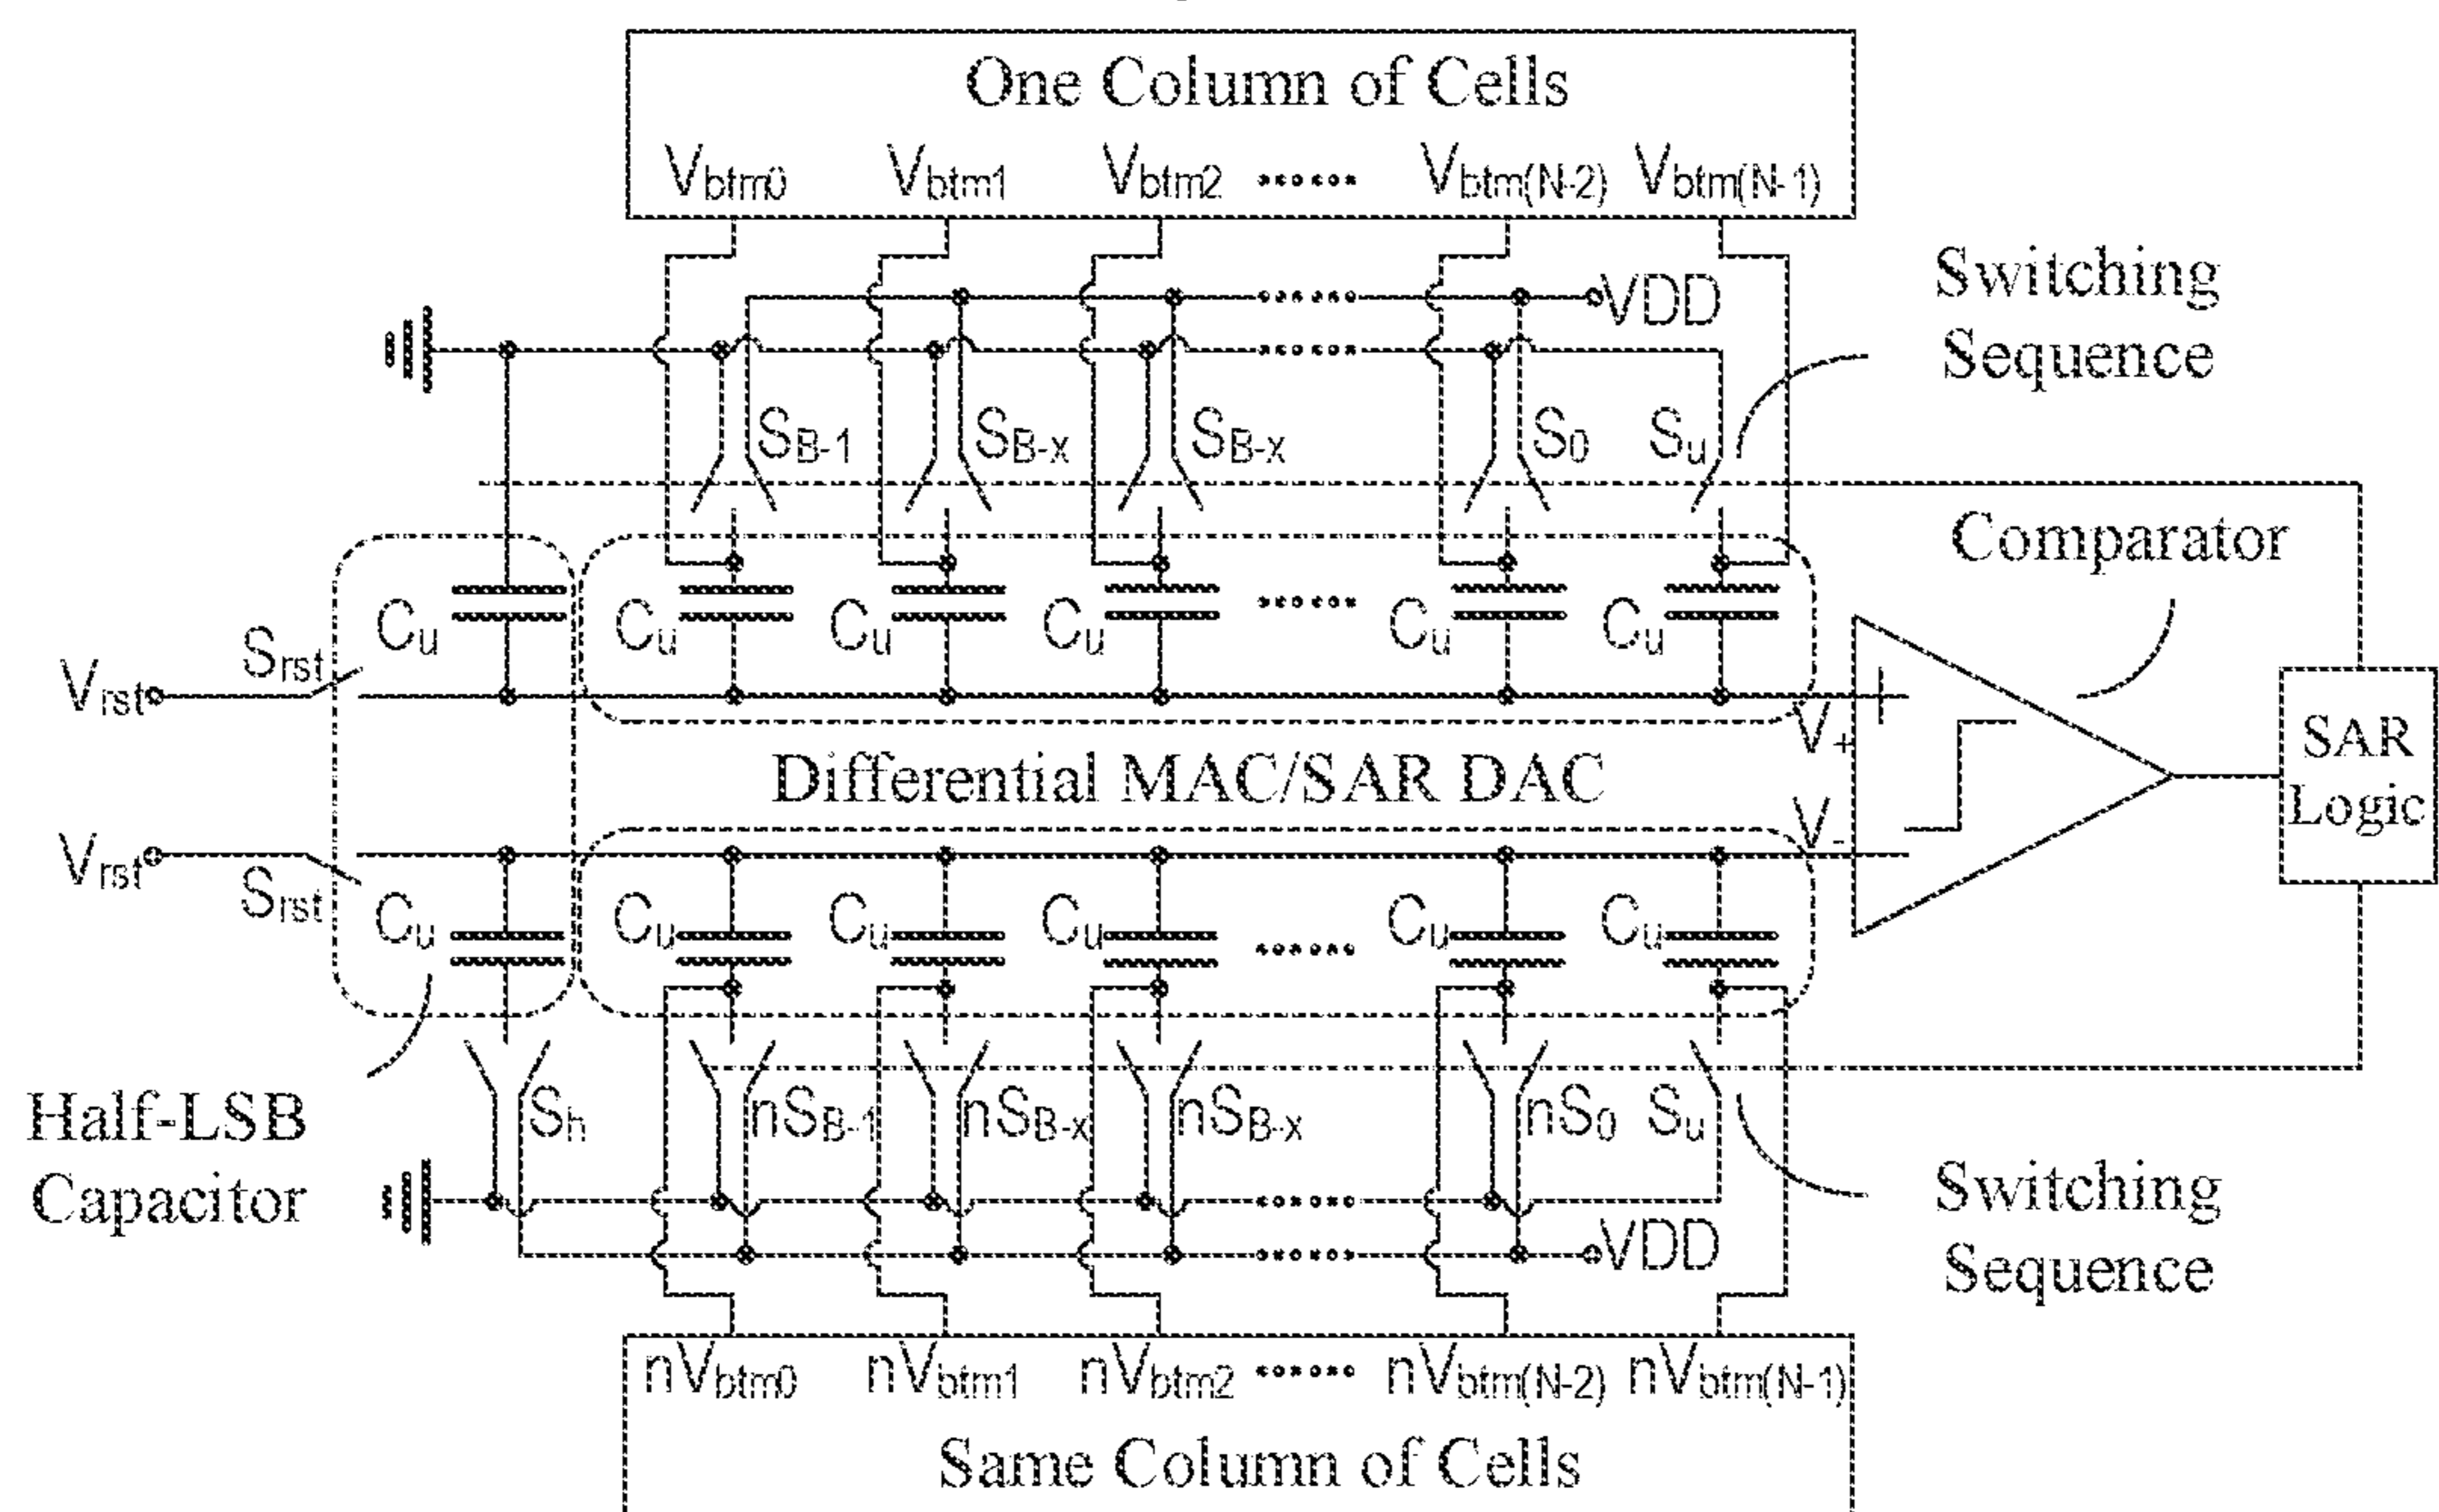 One Column of Cells
Vbtm0 Vbtm1 Vbtm2 ...... Vbtm(N-2) Vbtm(N-1)
VDD
Switching
Sequence
SB-1 SB-x SB-x S0 Su
Comparator
Cu Cu Cu Cu ...... Cu Cu
Srst
Vrst
+
V+
SAR
Logic
Differential MAC/SAR DAC
V-
Vrst
Srst
Cu Cu Cu Cu ...... Cu Cu
Half-LSB
Capacitor
Sh nSB-1 nSB-x nSB-x nS0 Su
VDD
Switching
Sequence
nVbtm0 nVbtm1 nVbtm2 ...... nVbtm(N-2) nVbtm(N-1)
Same Column of Cells